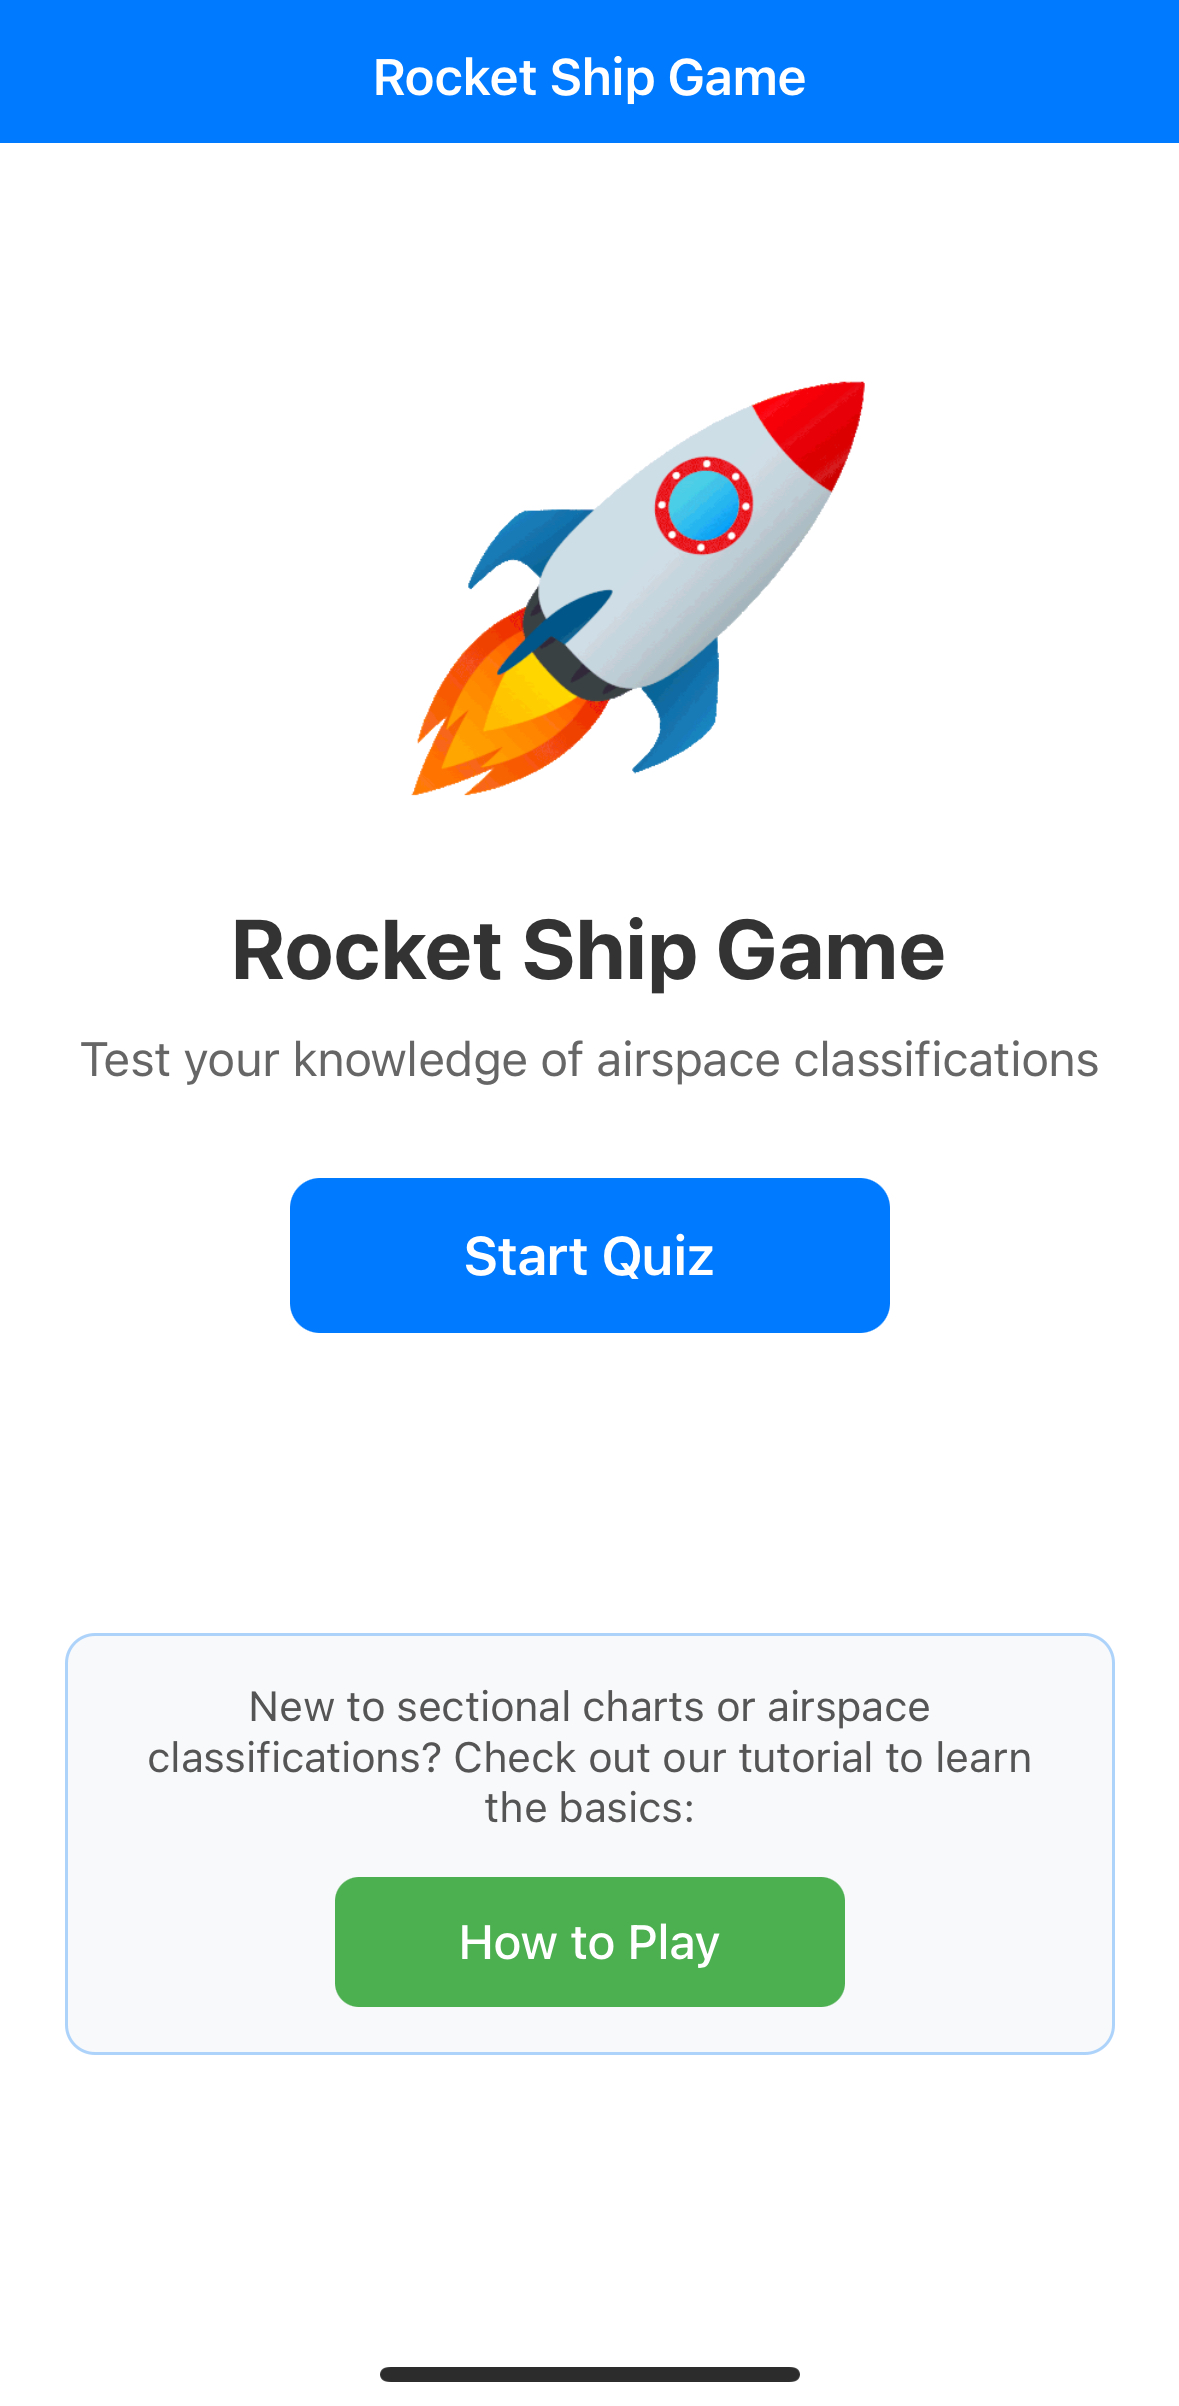 Rocket Ship Game
Rocket Ship Game
Test your knowledge of airspace classifications
Start Quiz
New to sectional charts or airspace
classifications? Check out our tutorial to learn
the basics:
How to Play